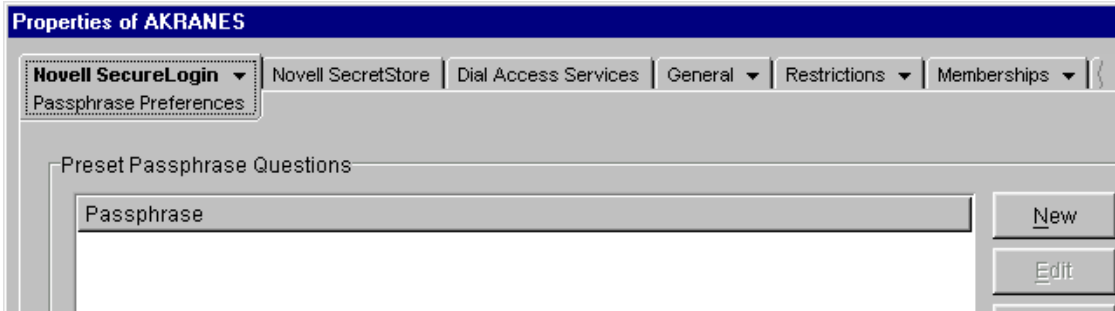 Properties of AKRANES
Novell SecureLogin Novell SecretStore Dial Access Services General Restrictions Memberships
Passphrase Preferences
Preset Passphrase Questions
Passphrase
New
Edit